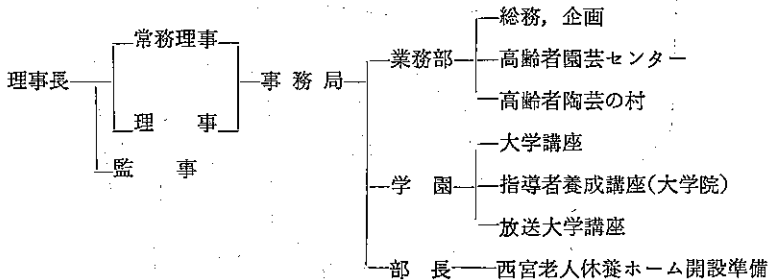 総務，企画
常務理事
業務部
高齢者園芸センター
理事長
事務局
高齢者陶芸の村
理　事
大学講座
監　事
学　園
指導者養成講座(大学院)
放送大学講座
部　長
西宮老人休養ホーム開設準備